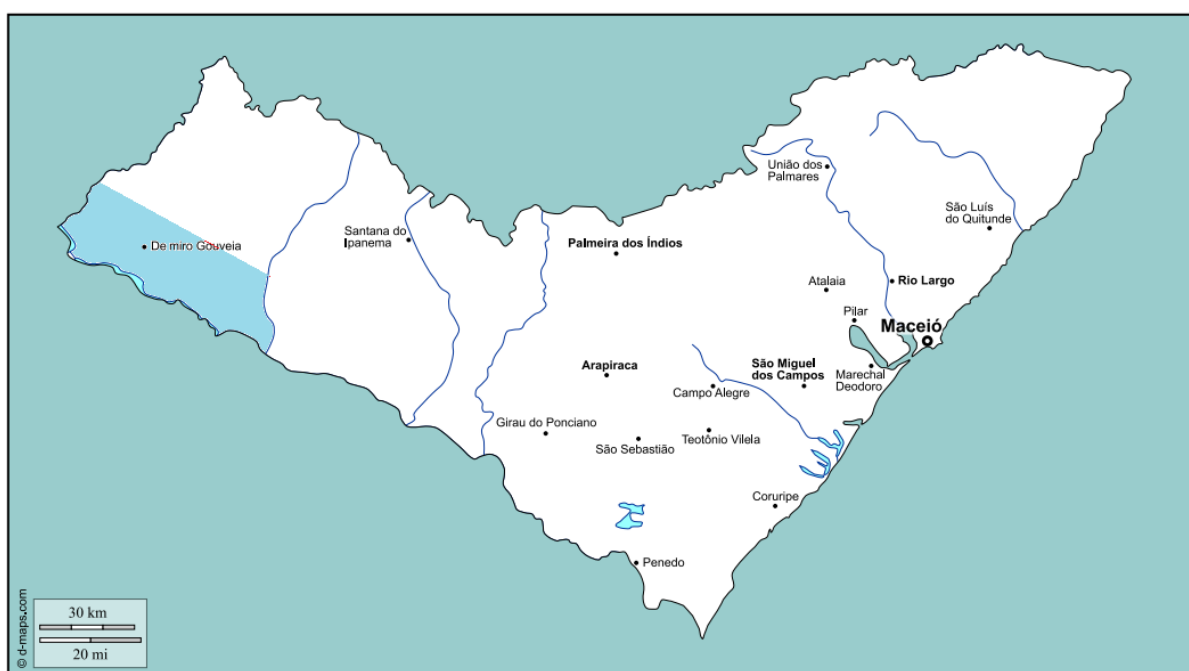 União dos
Palmares
São Luís
do Quitunde
Santana do
Ipanema
De miro Gouveia
Palmeira dos Índios
Rio Largo
Atalaia
Pilar
Maceió
São Miguel
dos Campos
Marechal
Deodoro
Arapiraca
Campo Alegre
Girau do Ponciano
Teotônio Vilela
São Sebastião
Coruripe
Penedo
30 km
20 mi
© d-maps.com